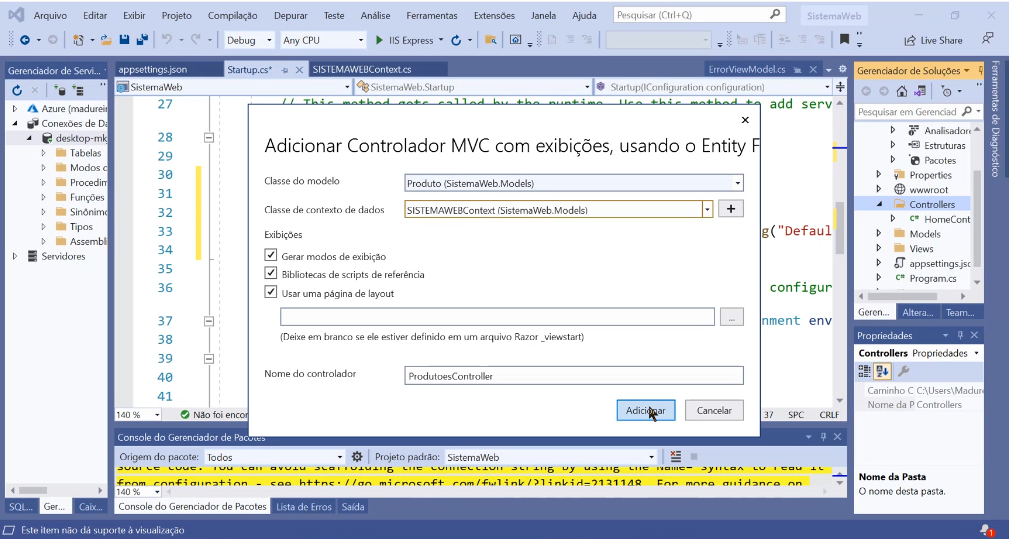 Arquivo Editar Exibir Projeto Compilação Depurar Teste Análise Ferramentas Extensões Janela Ajuda Pesquisar (Ctrl+Q) SistemaWeb
Debug Any CPU IIS Express Live Share
Gerenciador de Servi... appsettings.json Startup.cs* SISTEMAWEBContext.cs ErrorViewModel.cs Gerenciador de Soluções
SistemaWeb SistemaWeb.Startup Startup(IConfiguration configuration)
Azure (madureir
Conexões de Da
desktop-mk
Tabelas
Modos c
Procedim
Funções
Sinônimo
Tipos
Assembli
Servidores
27 // This method gets called by the runtime. Use this method to add serv
28
29
30
31
32
33 g("Defaul
34
35
36 configur
37 nment env
38
39
40
41
Adicionar Controlador MVC com exibições, usando o Entity F
Classe do modelo Produto (SistemaWeb.Models)
Classe de contexto de dados SISTEMAWEBContext (SistemaWeb.Models) +
Exibições
Gerar modos de exibição
Bibliotecas de scripts de referência
Usar uma página de layout
...
(Deixe em branco se ele estiver definido em um arquivo Razor _viewstart)
Nome do controlador ProdutoesController
Adicionar Cancelar
140 % Não foi encor 37 SPC CRLF
Console do Gerenciador de Pacotes
Origem do pacote: Todos Projeto padrão: SistemaWeb
source code. You can avoid scaffolding the connection string by using the Name= syntax to read it
from configuration - see https://go.microsoft.com/fwlink/?linkid=2131148. For more guidance on
140 %
SQL... Ger... Caix... Console do Gerenciador de Pacotes Lista de Erros Saída
Pesquisar em Gerenciad
Analisadore
Estruturas
Pacotes
Properties
wwwroot
Controllers
C# HomeCont
Models
Views
appsettings.jsc
C# Program.cs
Geren... Altera... Team...
Propriedades
Controllers Propriedades
Caminho C C:\Users\Madure
Nome da P Controllers
Nome da Pasta
O nome desta pasta.
Ferramentas de Diagnóstico
Este item não dá suporte à visualização 1